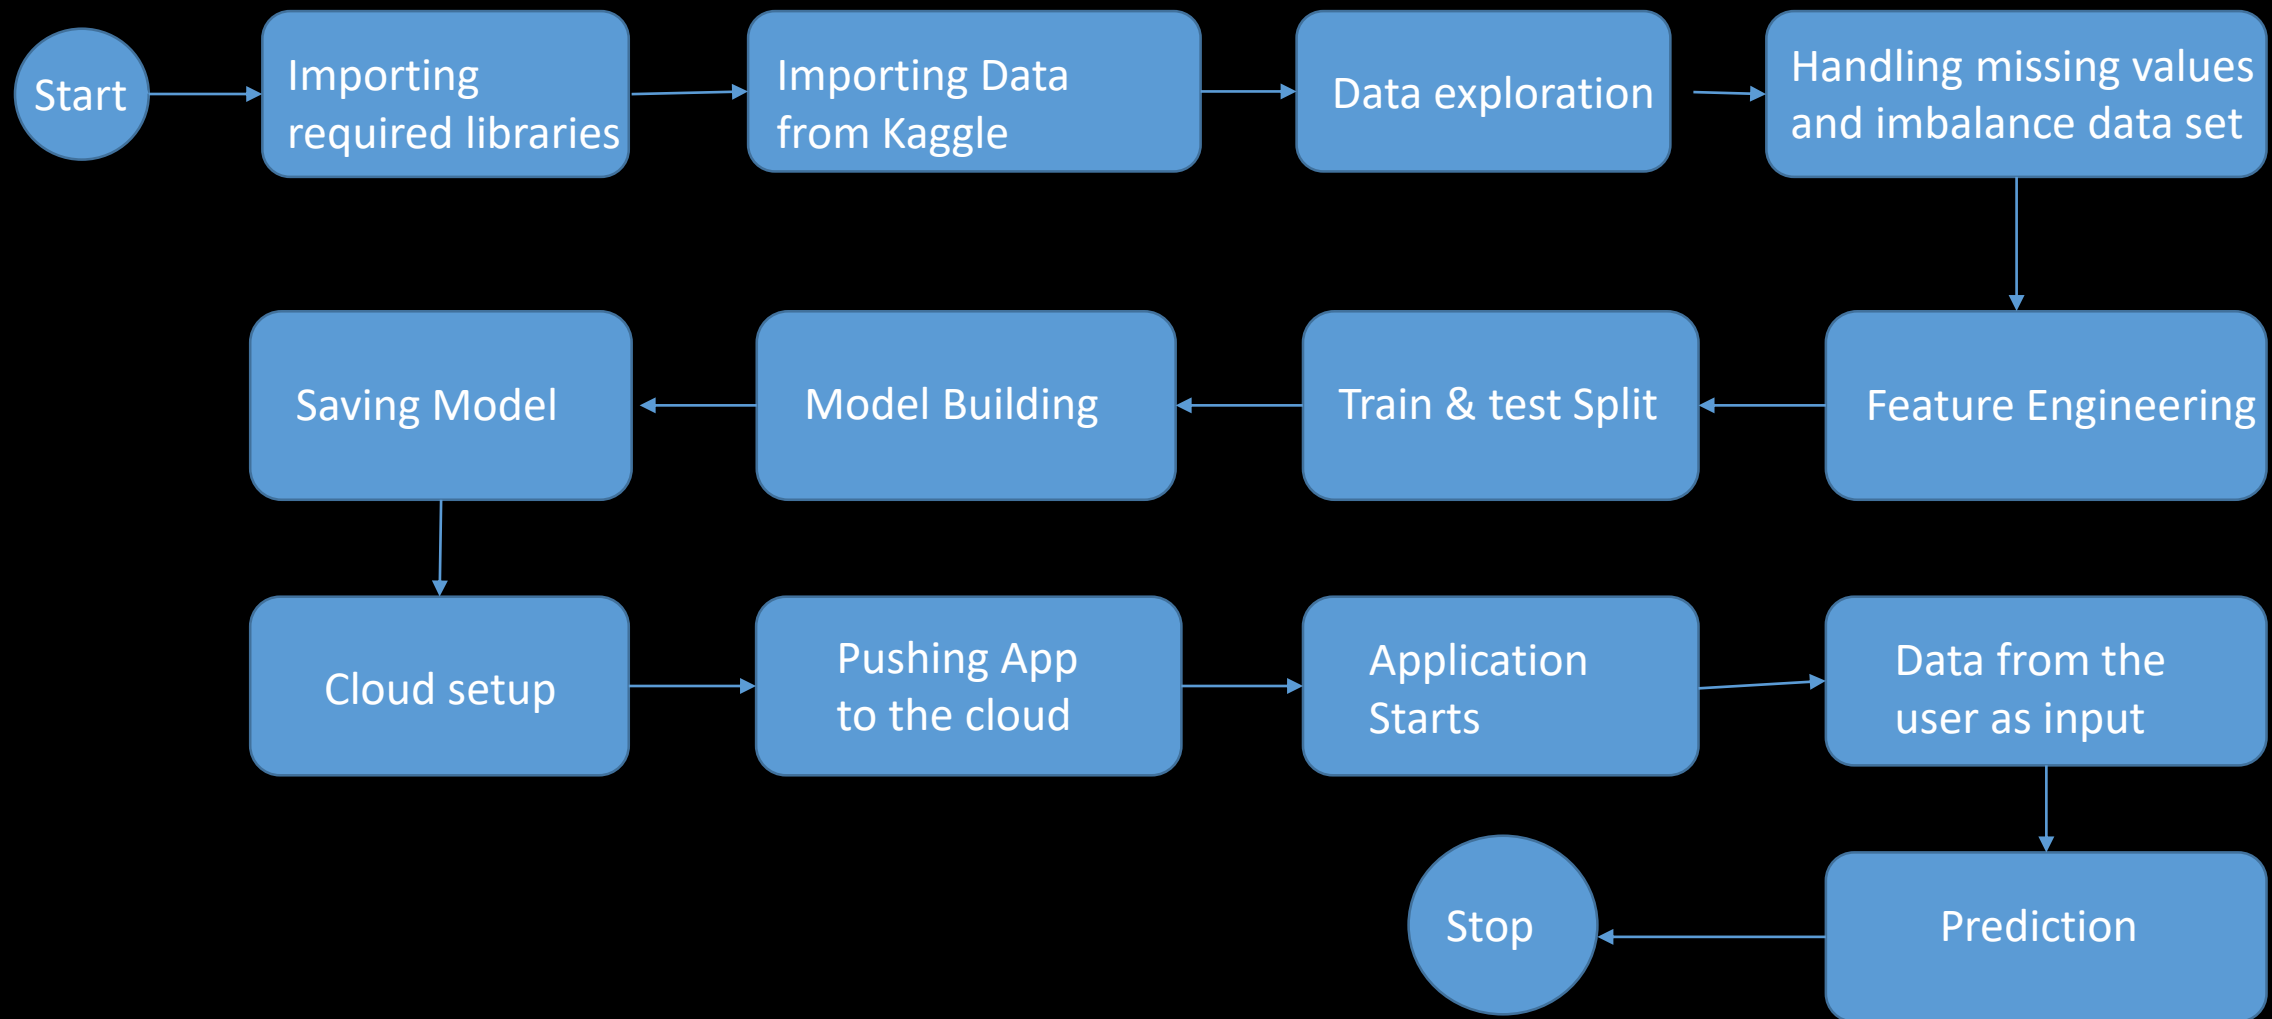 Start
Importing
required libraries
Importing Data
from Kaggle
Data exploration
Handling missing values
and imbalance data set
Feature Engineering
Train & test Split
Model Building
Saving Model
Cloud setup
Pushing App
to the cloud
Application
Starts
Data from the
user as input
Prediction
Stop